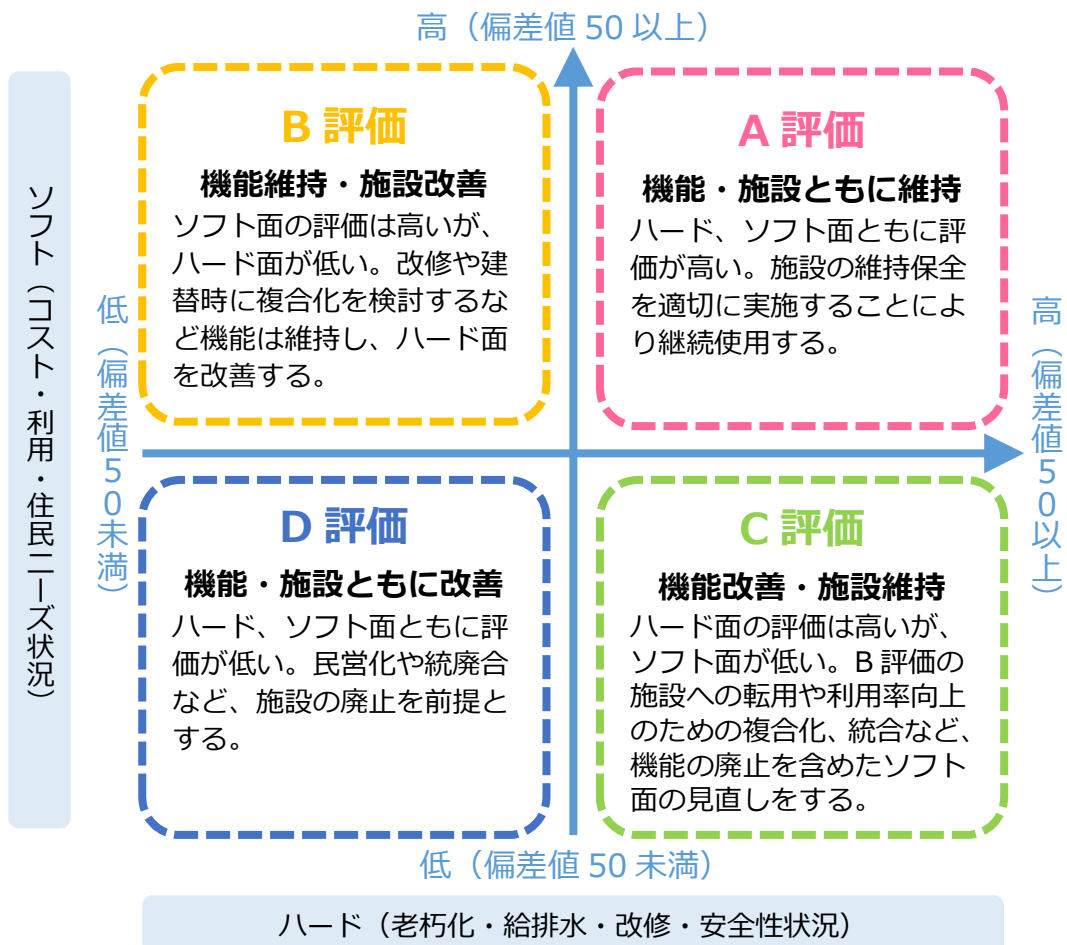 高（偏差値 50 以上）
ソフト（コスト・利用・住民ニーズ状況）
低（偏差値50未満）
B 評価
機能維持・施設改善
ソフト面の評価は高いが、
ハード面が低い。改修や建
替時に複合化を検討するな
ど機能は維持し、ハード面
を改善する。
A 評価
機能・施設ともに維持
ハード、ソフト面ともに評
価が高い。施設の維持保全
を適切に実施することによ
り継続使用する。
高（偏差値50以上）
D 評価
機能・施設ともに改善
ハード、ソフト面ともに評
価が低い。民営化や統廃合
など、施設の廃止を前提と
する。
C 評価
機能改善・施設維持
ハード面の評価は高いが、
ソフト面が低い。B 評価の
施設への転用や利用率向上
のための複合化、統合など、
機能の廃止を含めたソフト
面の見直しをする。
低（偏差値 50 未満）
ハード（老朽化・給排水・改修・安全性状況）